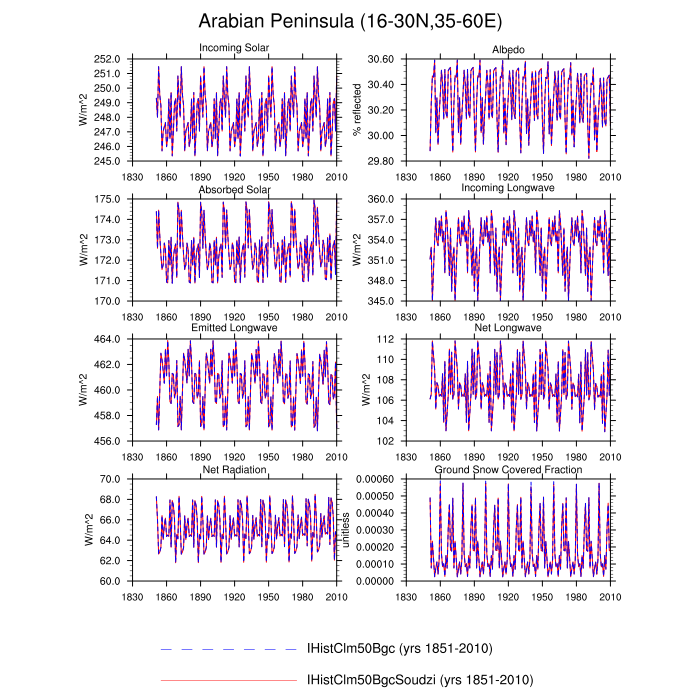 Arabian Peninsula (16-30N,35-60E)
Incoming Solar
W/m^2
252.0
251.0
250.0
249.0
248.0
247.0
246.0
245.0
1830 1860 1890 1920 1950 1980 2010
Albedo
% reflected
30.60
30.40
30.20
30.00
29.80
1830 1860 1890 1920 1950 1980 2010
Absorbed Solar
W/m^2
175.0
174.0
173.0
172.0
171.0
170.0
1830 1860 1890 1920 1950 1980 2010
Incoming Longwave
W/m^2
360.0
357.0
354.0
351.0
348.0
345.0
1830 1860 1890 1920 1950 1980 2010
Emitted Longwave
W/m^2
464.0
462.0
460.0
458.0
456.0
1830 1860 1890 1920 1950 1980 2010
Net Longwave
W/m^2
112
110
108
106
104
102
1830 1860 1890 1920 1950 1980 2010
Net Radiation
W/m^2
70.0
68.0
66.0
64.0
62.0
60.0
1830 1860 1890 1920 1950 1980 2010
Ground Snow Covered Fraction
unitless
0.00060
0.00050
0.00040
0.00030
0.00020
0.00010
0.00000
1830 1860 1890 1920 1950 1980 2010
IHistClm50Bgc (yrs 1851-2010)
IHistClm50BgcSoudzi (yrs 1851-2010)